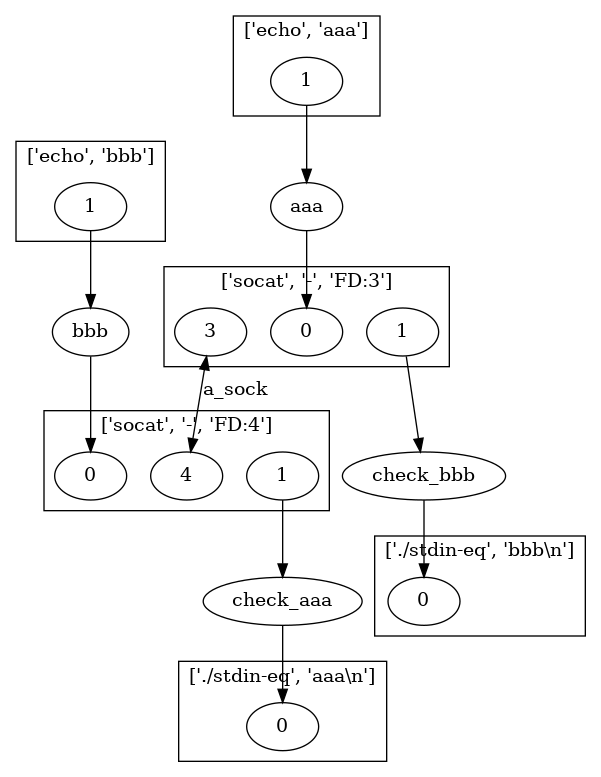 ['echo', 'aaa']
1
['echo', 'bbb']
1
aaa
['socat', '-', 'FD:3']
bbb
3
0
1
a_sock
['socat', '-', 'FD:4']
0
4
1
check_bbb
['./stdin-eq', 'bbb\n']
check_aaa
0
['./stdin-eq', 'aaa\n']
0